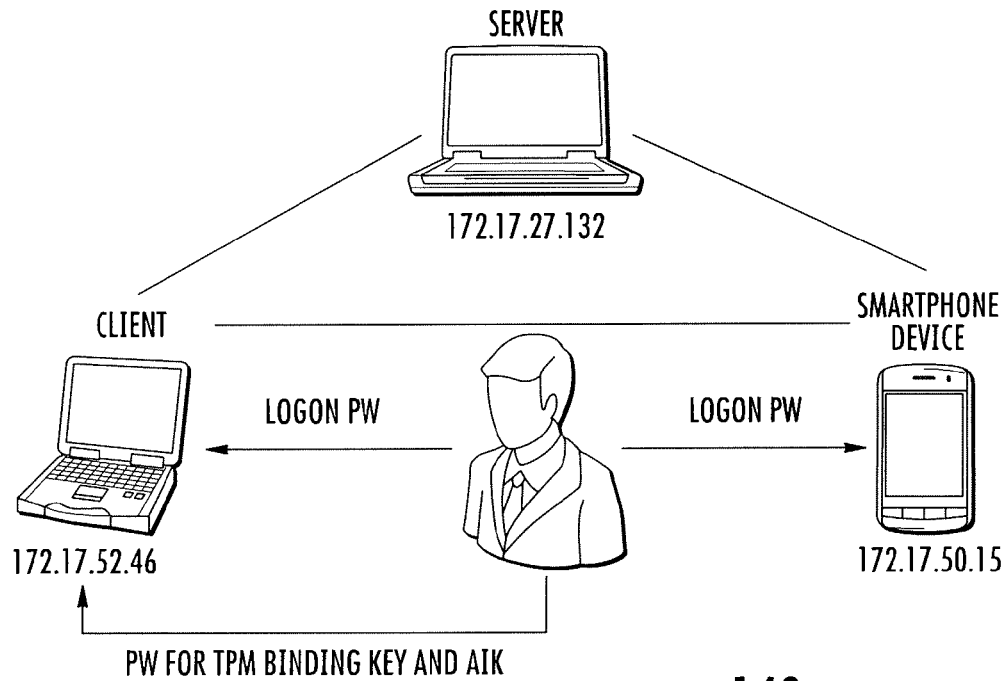 SERVER
172.17.27.132
CLIENT
SMARTPHONE
DEVICE
LOGON PW
LOGON PW
172.17.52.46
172.17.50.15
PW FOR TPM BINDING KEY AND AIK